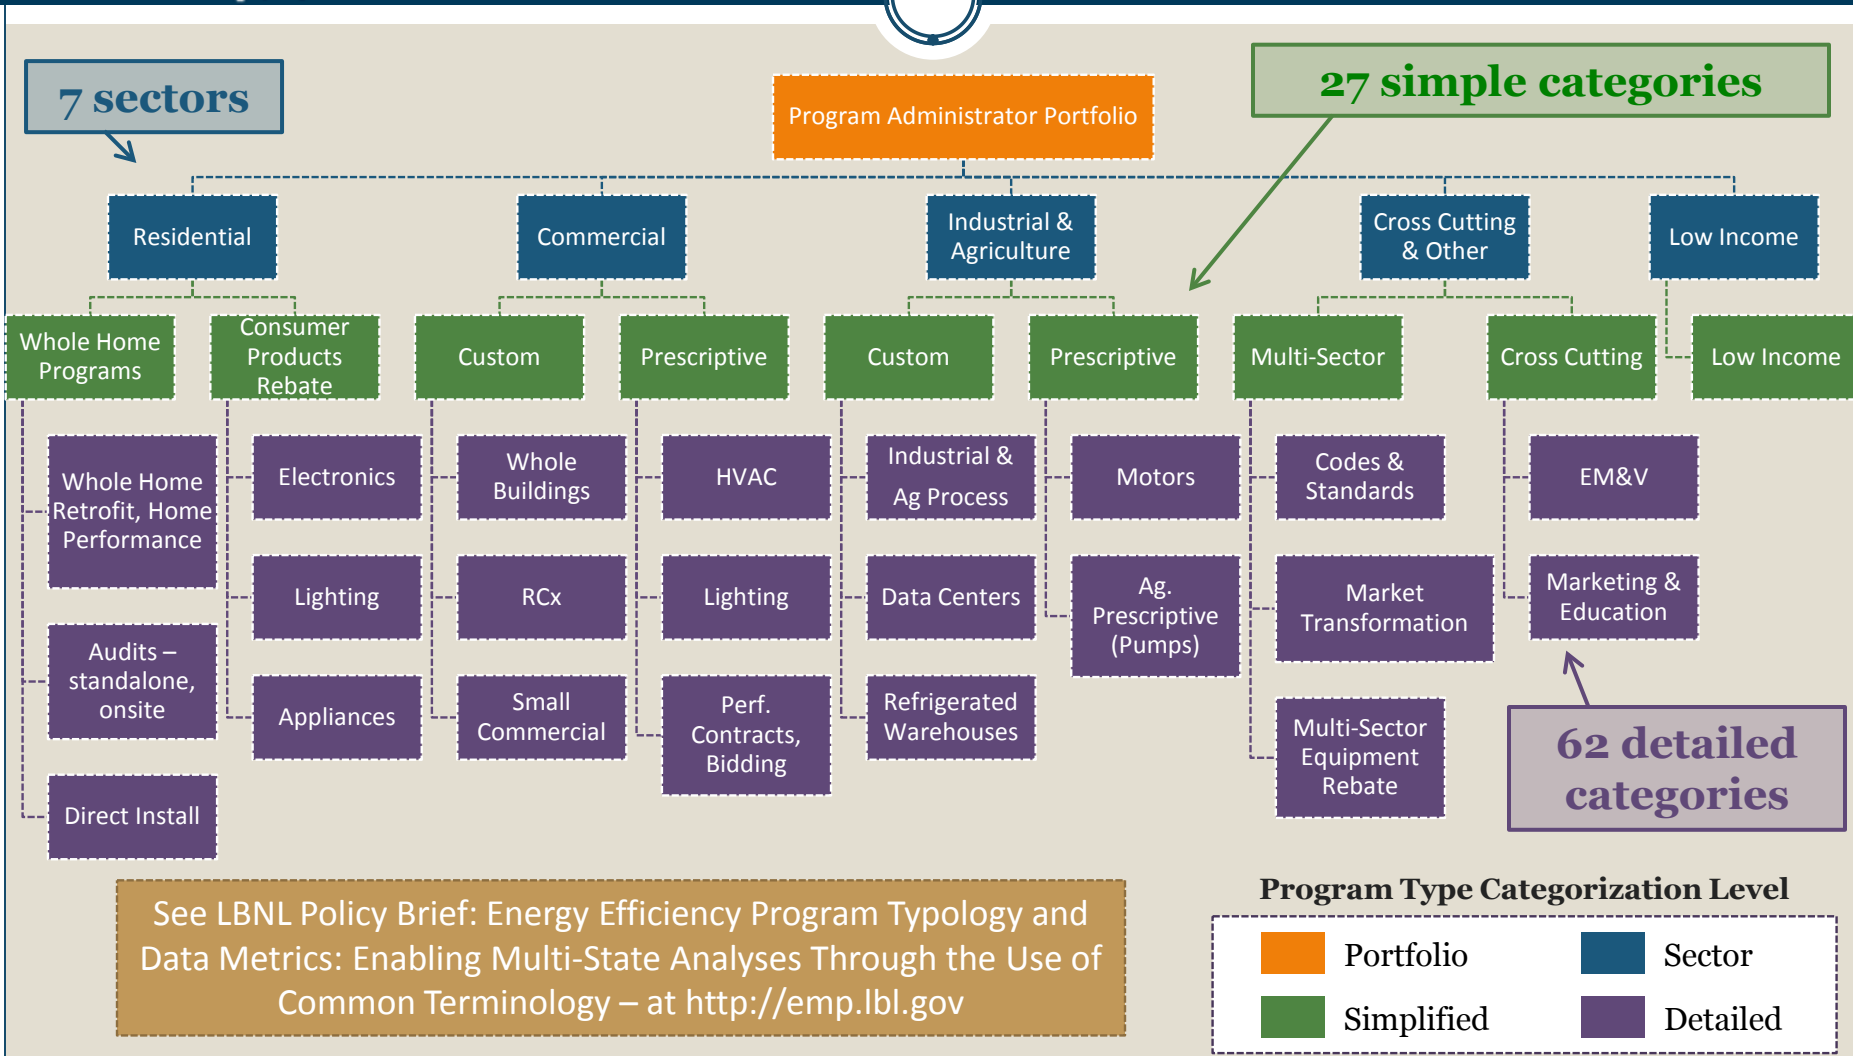 7 sectors
27 simple categories
Program Administrator Portfolio
Residential
Commercial
Industrial &
Agriculture
Cross Cutting
& Other
Low Income
Whole Home
Programs
Consumer
Products
Rebate
Custom
Prescriptive
Custom
Prescriptive
Multi-Sector
Cross Cutting
Low Income
Whole Home
Retrofit, Home
Performance
Audits –
standalone,
onsite
Direct Install
Electronics
Lighting
Appliances
Whole
Buildings
RCx
Small
Commercial
HVAC
Lighting
Perf.
Contracts,
Bidding
Industrial &
Ag Process
Data Centers
Refrigerated
Warehouses
Motors
Ag.
Prescriptive
(Pumps)
Codes &
Standards
Market
Transformation
Multi-Sector
Equipment
Rebate
EM&V
Marketing &
Education
62 detailed
categories
See LBNL Policy Brief: Energy Efficiency Program Typology and
Data Metrics: Enabling Multi-State Analyses Through the Use of
Common Terminology – at http://emp.lbl.gov
Program Type Categorization Level
Portfolio
Sector
Simplified
Detailed